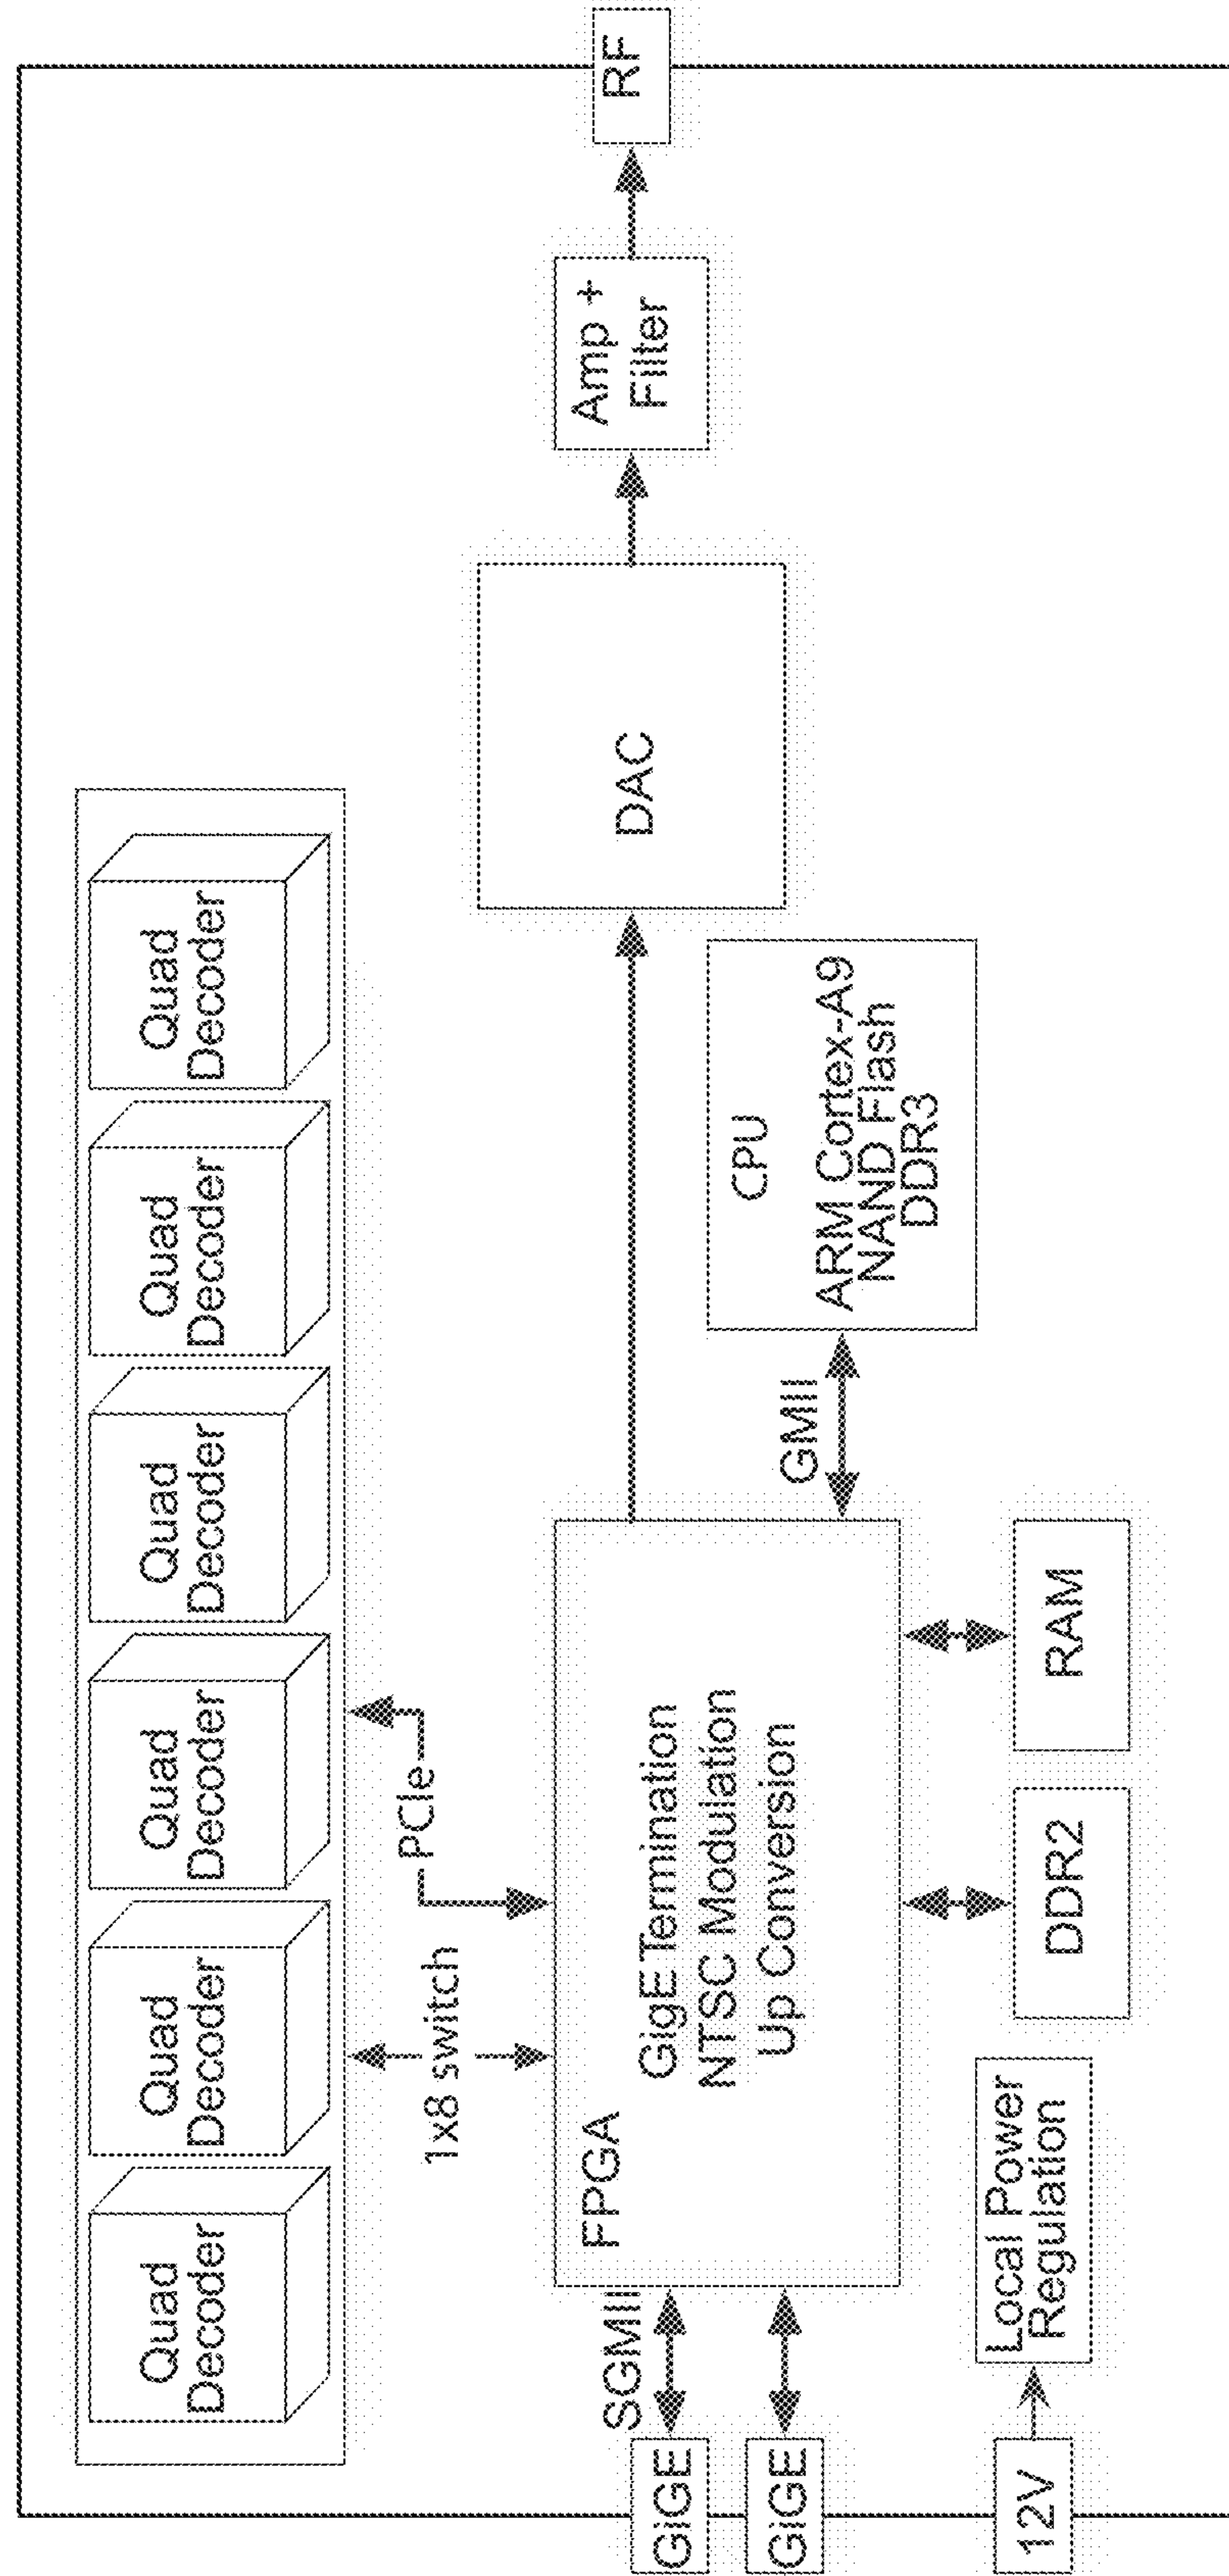 Quad
Decoder
Quad
Decoder
Quad
Decoder
Quad
Decoder
Quad
Decoder
Quad
Decoder
1x8 switch
PCIe
SGMII
GiGE
GiGE
FPGA
GigE Termination
NTSC Modulation
Up Conversion
GMII
CPU
ARM Cortex-A9
NAND Flash
DDR3
DAC
Amp +
Filter
RF
12V
Local Power
Regulation
DDR2
RAM